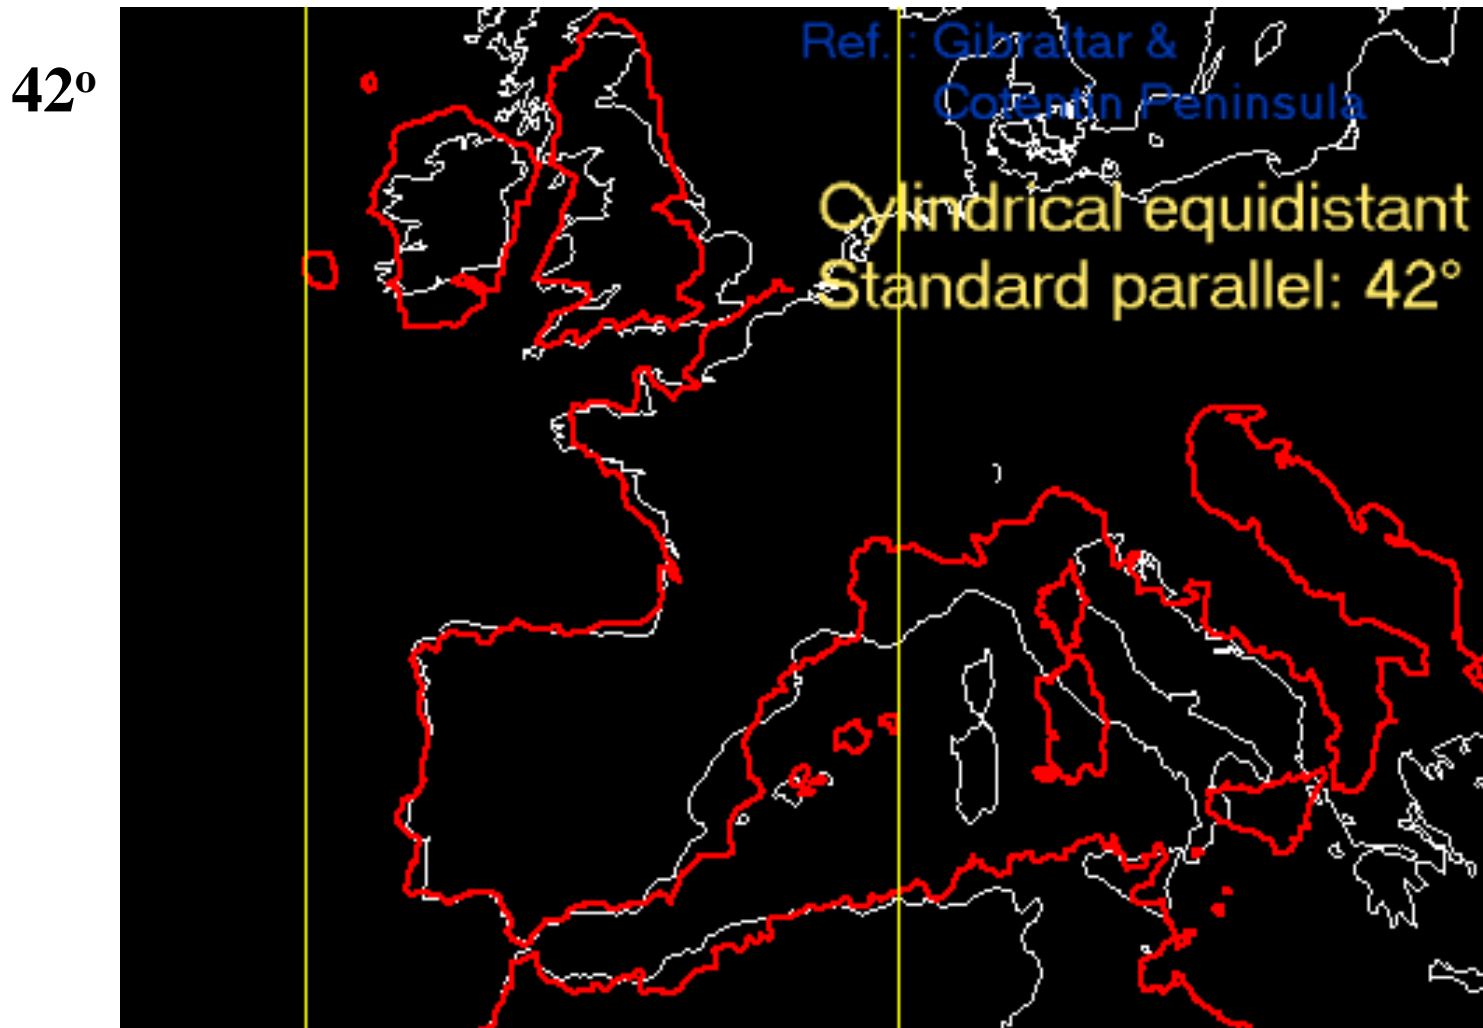 42º
Ref. : Gibraltar &
Cotentin Peninsula
Cylindrical equidistant
Standard parallel: 42°